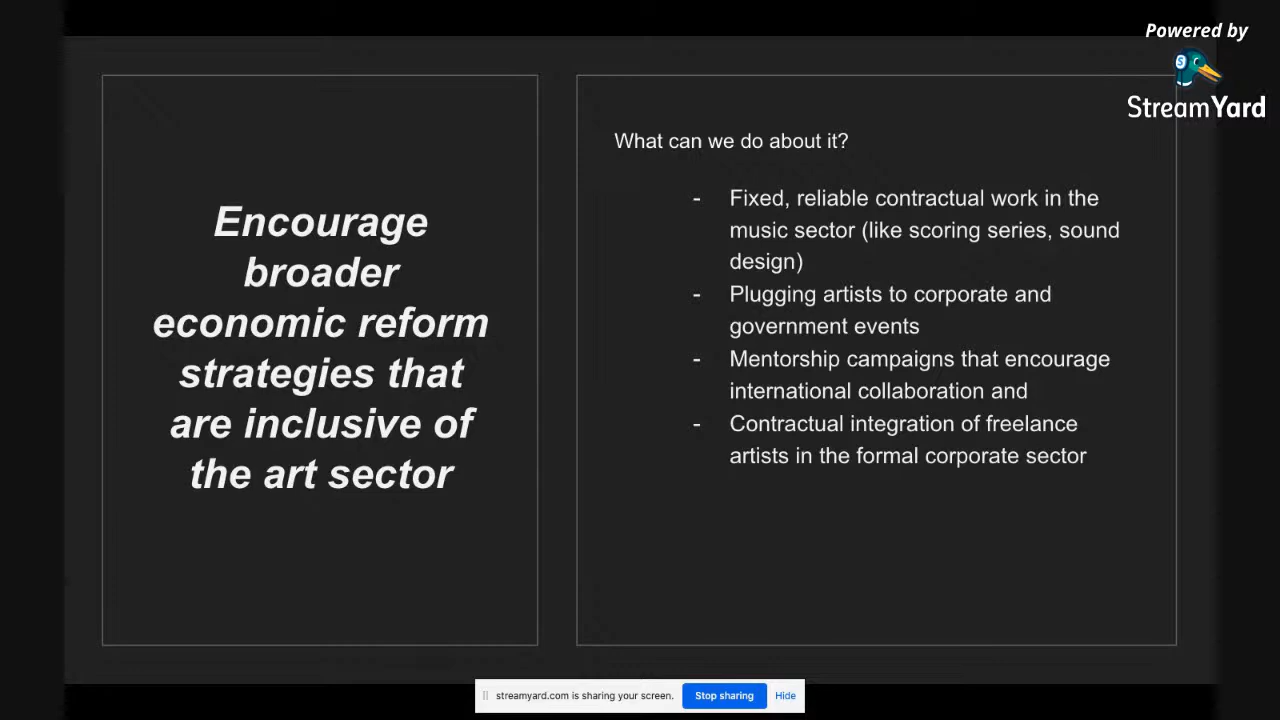 Powered by
StreamYard
Encourage
broader
economic reform
strategies that
are inclusive of
the art sector
What can we do about it?
- Fixed, reliable contractual work in the
music sector (like scoring series, sound
design)
- Plugging artists to corporate and
government events
- Mentorship campaigns that encourage
international collaboration and
- Contractual integration of freelance
artists in the formal corporate sector
streamyard.com is sharing your screen. Stop sharing Hide